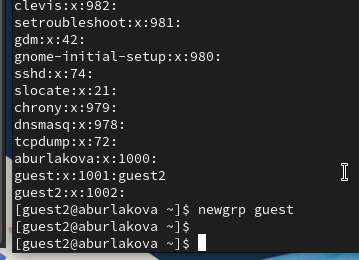 clevis:x:982:
setroubleshoot:x:981:
gdm:x:42:
gnome-initial-setup:x:980:
sshd:x:74:
slocate:x:21:
chrony:x:979:
dnsmasq:x:978:
tcpdump:x:72:
aburlakova:x:1000:
guest:x:1001:guest2
guest2:x:1002:
[guest2@aburlakova ~]$ newgrp guest
[guest2@aburlakova ~]$
[guest2@aburlakova ~]$